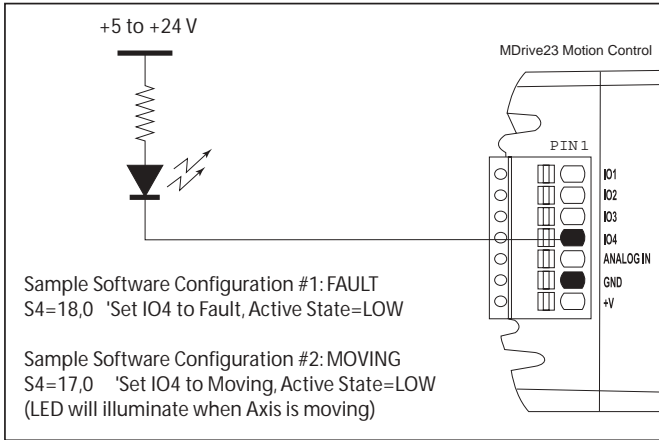 +5 to +24 V
MDrive23 Motion Control
PIN1
IO1
IO2
IO3
IO4
ANALOG IN
GND
+V
Sample Software Configuration #1: FAULT
S4=18,0 'Set IO4 to Fault, Active State=LOW
Sample Software Configuration #2: MOVING
S4=17,0 'Set IO4 to Moving, Active State=LOW
(LED will illuminate when Axis is moving)